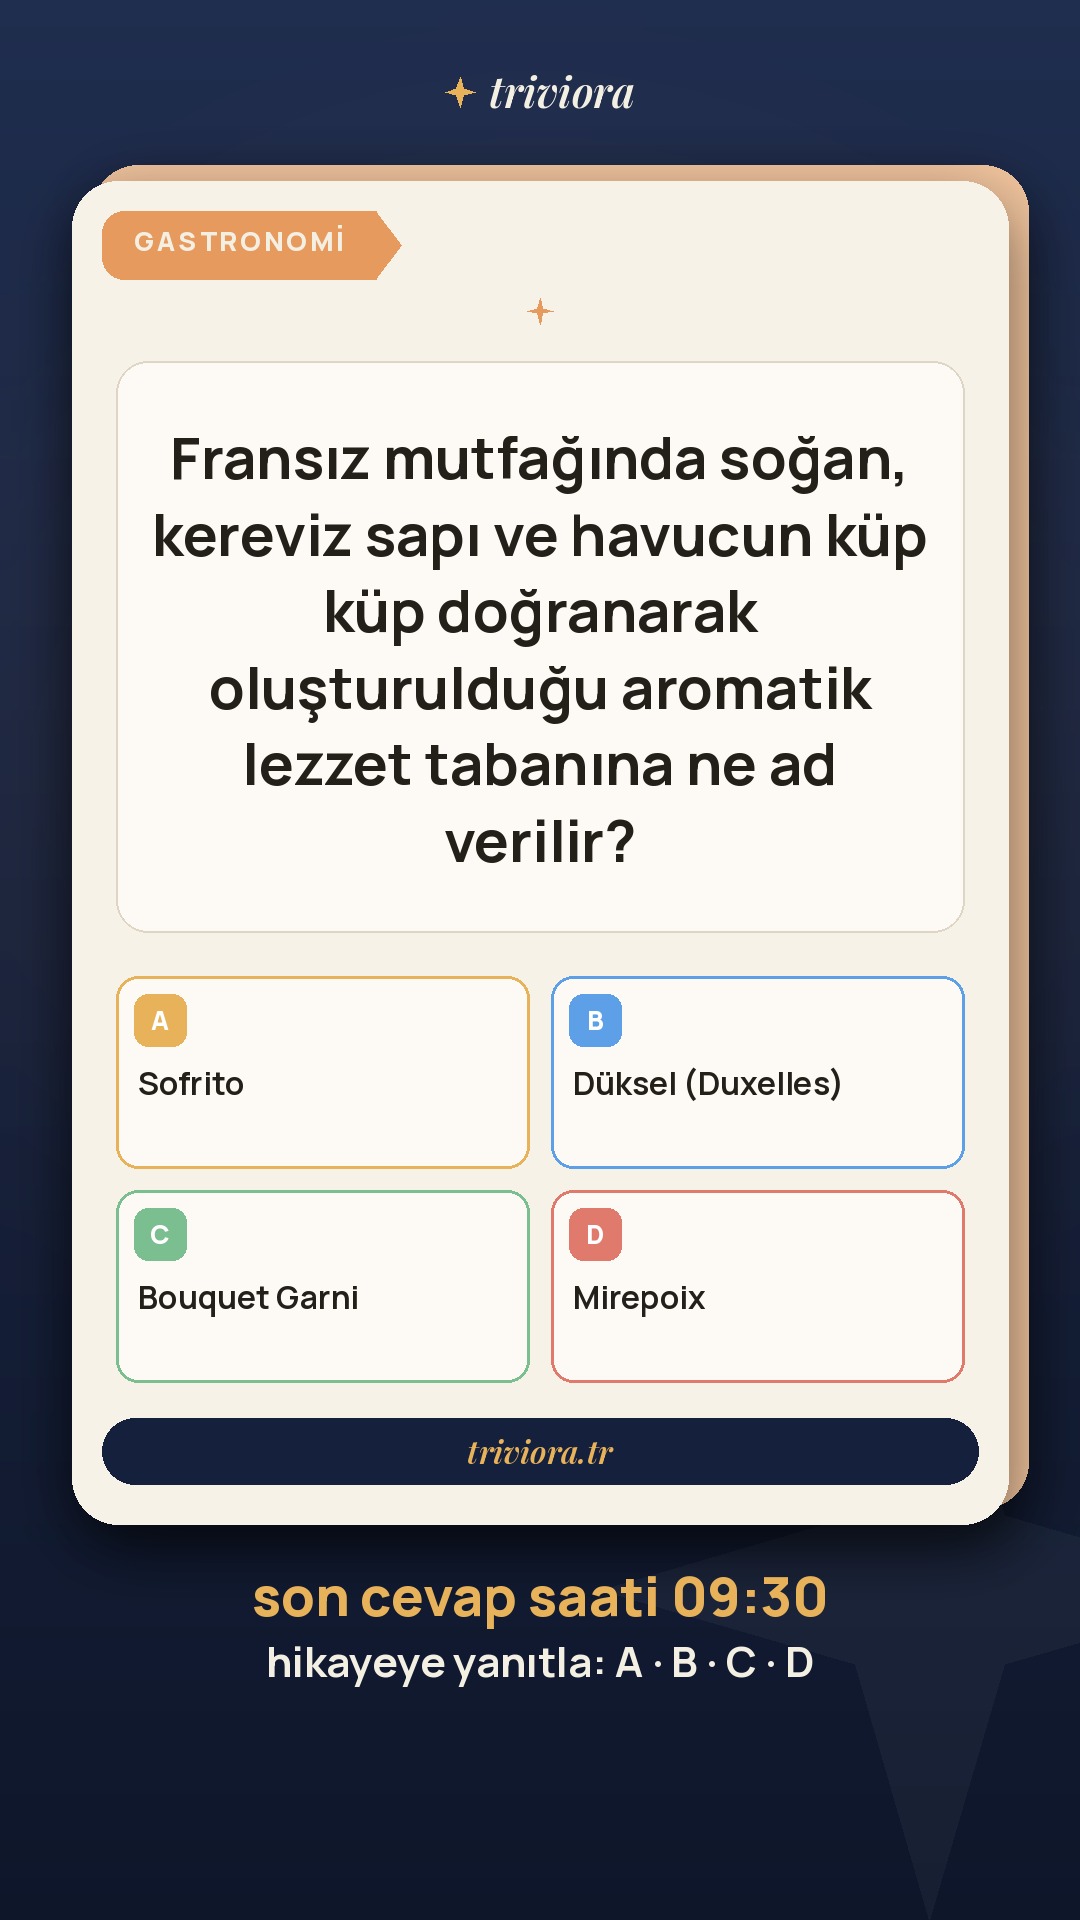 triviora
GASTRONOMİ
Fransız mutfağında soğan,
kereviz sapı ve havucun küp
küp doğranarak
oluşturulduğu aromatik
lezzet tabanına ne ad
verilir?
A
Sofrito
B
Düksel (Duxelles)
C
Bouquet Garni
D
Mirepoix
triviora.tr
son cevap saati 09:30
hikayeye yanıtla: A · B · C · D